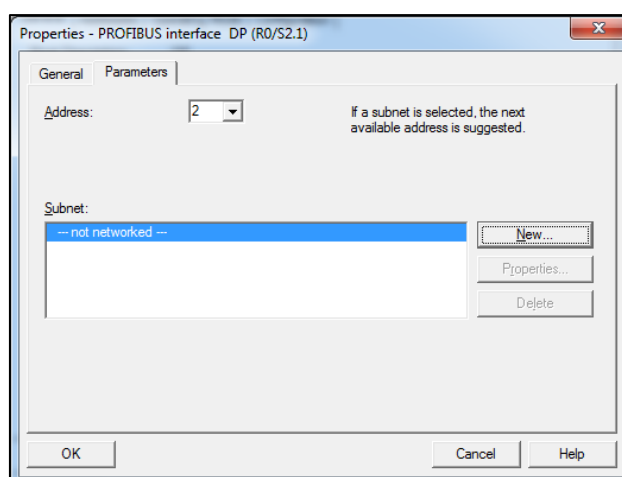 Properties - PROFIBUS interface DP (R0/S2.1)
General Parameters
Address: 2 If a subnet is selected, the next
available address is suggested.
Subnet:
--- not networked ---
New...
Properties...
Delete
OK Cancel Help